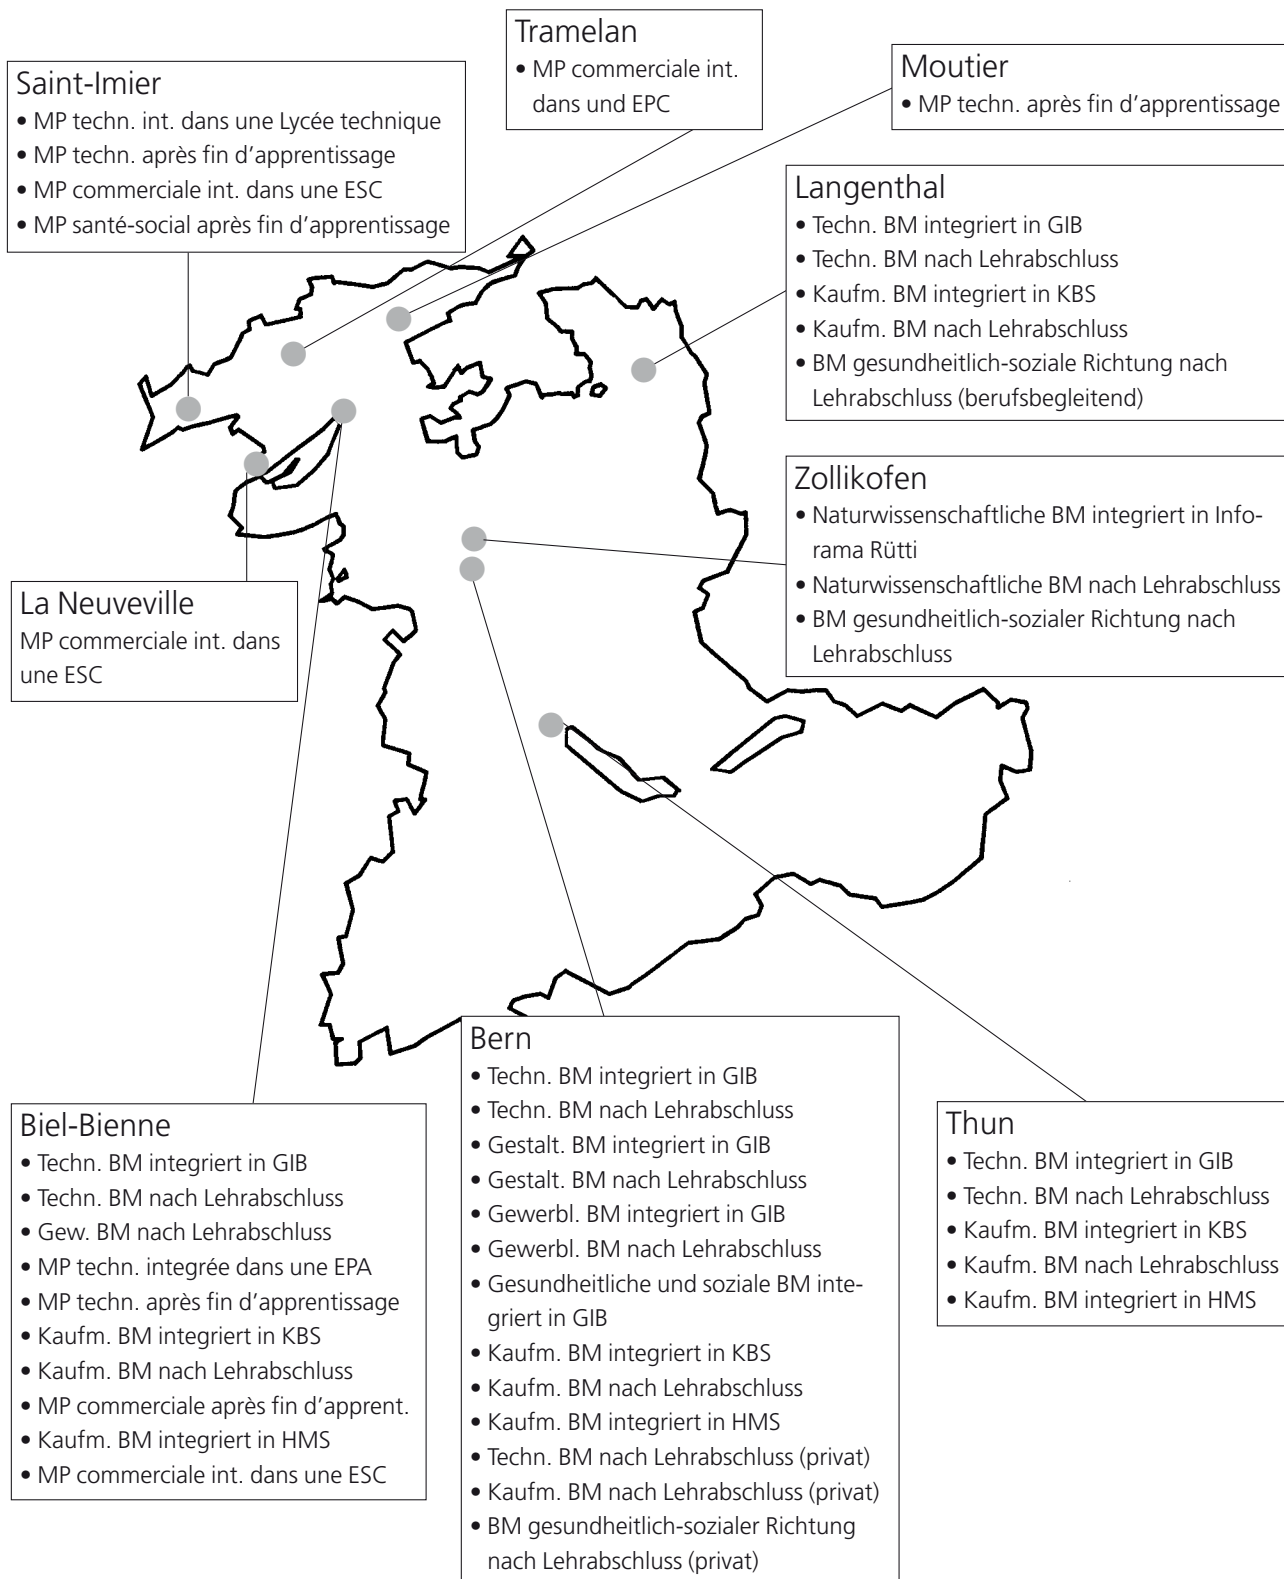 Tramelan
• MP commerciale int.
dans und EPC
Moutier
• MP techn. après fin d’apprentissage
Saint-Imier
• MP techn. int. dans une Lycée technique
• MP techn. après fin d’apprentissage
• MP commerciale int. dans une ESC
• MP santé-social après fin d’apprentissage
Langenthal
• Techn. BM integriert in GIB
• Techn. BM nach Lehrabschluss
• Kaufm. BM integriert in KBS
• Kaufm. BM nach Lehrabschluss
• BM gesundheitlich-soziale Richtung nach
Lehrabschluss (berufsbegleitend)
Zollikofen
• Naturwissenschaftliche BM integriert in Info-
rama Rütti
• Naturwissenschaftliche BM nach Lehrabschluss
• BM gesundheitlich-sozialer Richtung nach
Lehrabschluss
La Neuveville
MP commerciale int. dans
une ESC
Biel-Bienne
• Techn. BM integriert in GIB
• Techn. BM nach Lehrabschluss
• Gew. BM nach Lehrabschluss
• MP techn. integrée dans une EPA
• MP techn. après fin d’apprentissage
• Kaufm. BM integriert in KBS
• Kaufm. BM nach Lehrabschluss
• MP commerciale après fin d’apprent.
• Kaufm. BM integriert in HMS
• MP commerciale int. dans une ESC
Bern
• Techn. BM integriert in GIB
• Techn. BM nach Lehrabschluss
• Gestalt. BM integriert in GIB
• Gestalt. BM nach Lehrabschluss
• Gewerbl. BM integriert in GIB
• Gewerbl. BM nach Lehrabschluss
• Gesundheitliche und soziale BM inte-
griert in GIB
• Kaufm. BM integriert in KBS
• Kaufm. BM nach Lehrabschluss
• Kaufm. BM integriert in HMS
• Techn. BM nach Lehrabschluss (privat)
• Kaufm. BM nach Lehrabschluss (privat)
• BM gesundheitlich-sozialer Richtung
nach Lehrabschluss (privat)
Thun
• Techn. BM integriert in GIB
• Techn. BM nach Lehrabschluss
• Kaufm. BM integriert in KBS
• Kaufm. BM nach Lehrabschluss
• Kaufm. BM integriert in HMS